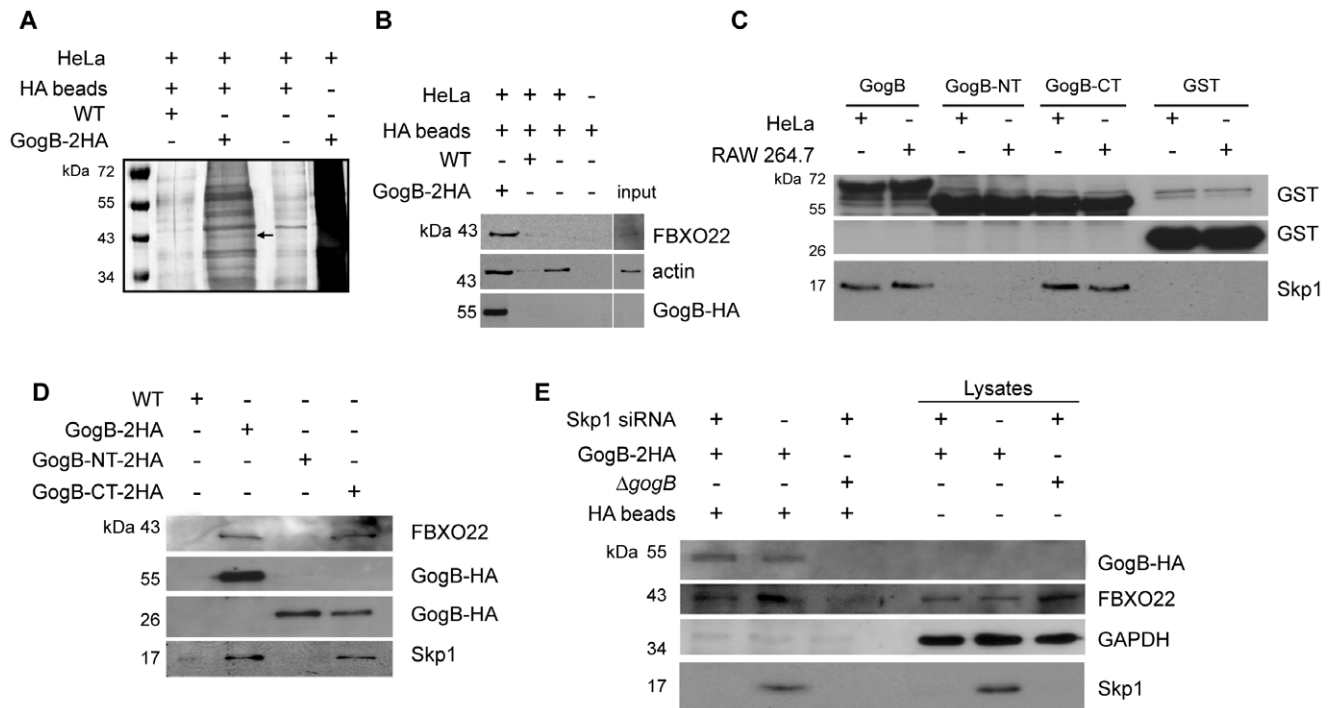 A
HeLa + + + +
HA beads + + + -
WT + - - -
GogB-2HA - + - +
kDa 72
55
43
34
B
HeLa + + + -
HA beads + + + +
WT - + - -
GogB-2HA + - - - input
kDa 43 FBXO22
43 actin
55 GogB-HA
C
GogB GogB-NT GogB-CT GST
HeLa + - + - + - + -
RAW 264.7 - + - + - + - +
kDa 72 GST
55
26 GST
17 Skp1
D
WT + - - -
GogB-2HA - + - -
GogB-NT-2HA - - + -
GogB-CT-2HA - - - +
kDa 43 FBXO22
55 GogB-HA
26 GogB-HA
17 Skp1
E
Lysates
Skp1 siRNA + - + + - +
GogB-2HA + + - + + -
ΔgogB - - + - - +
HA beads + + + - - -
kDa 55 GogB-HA
43 FBXO22
34 GAPDH
17 Skp1